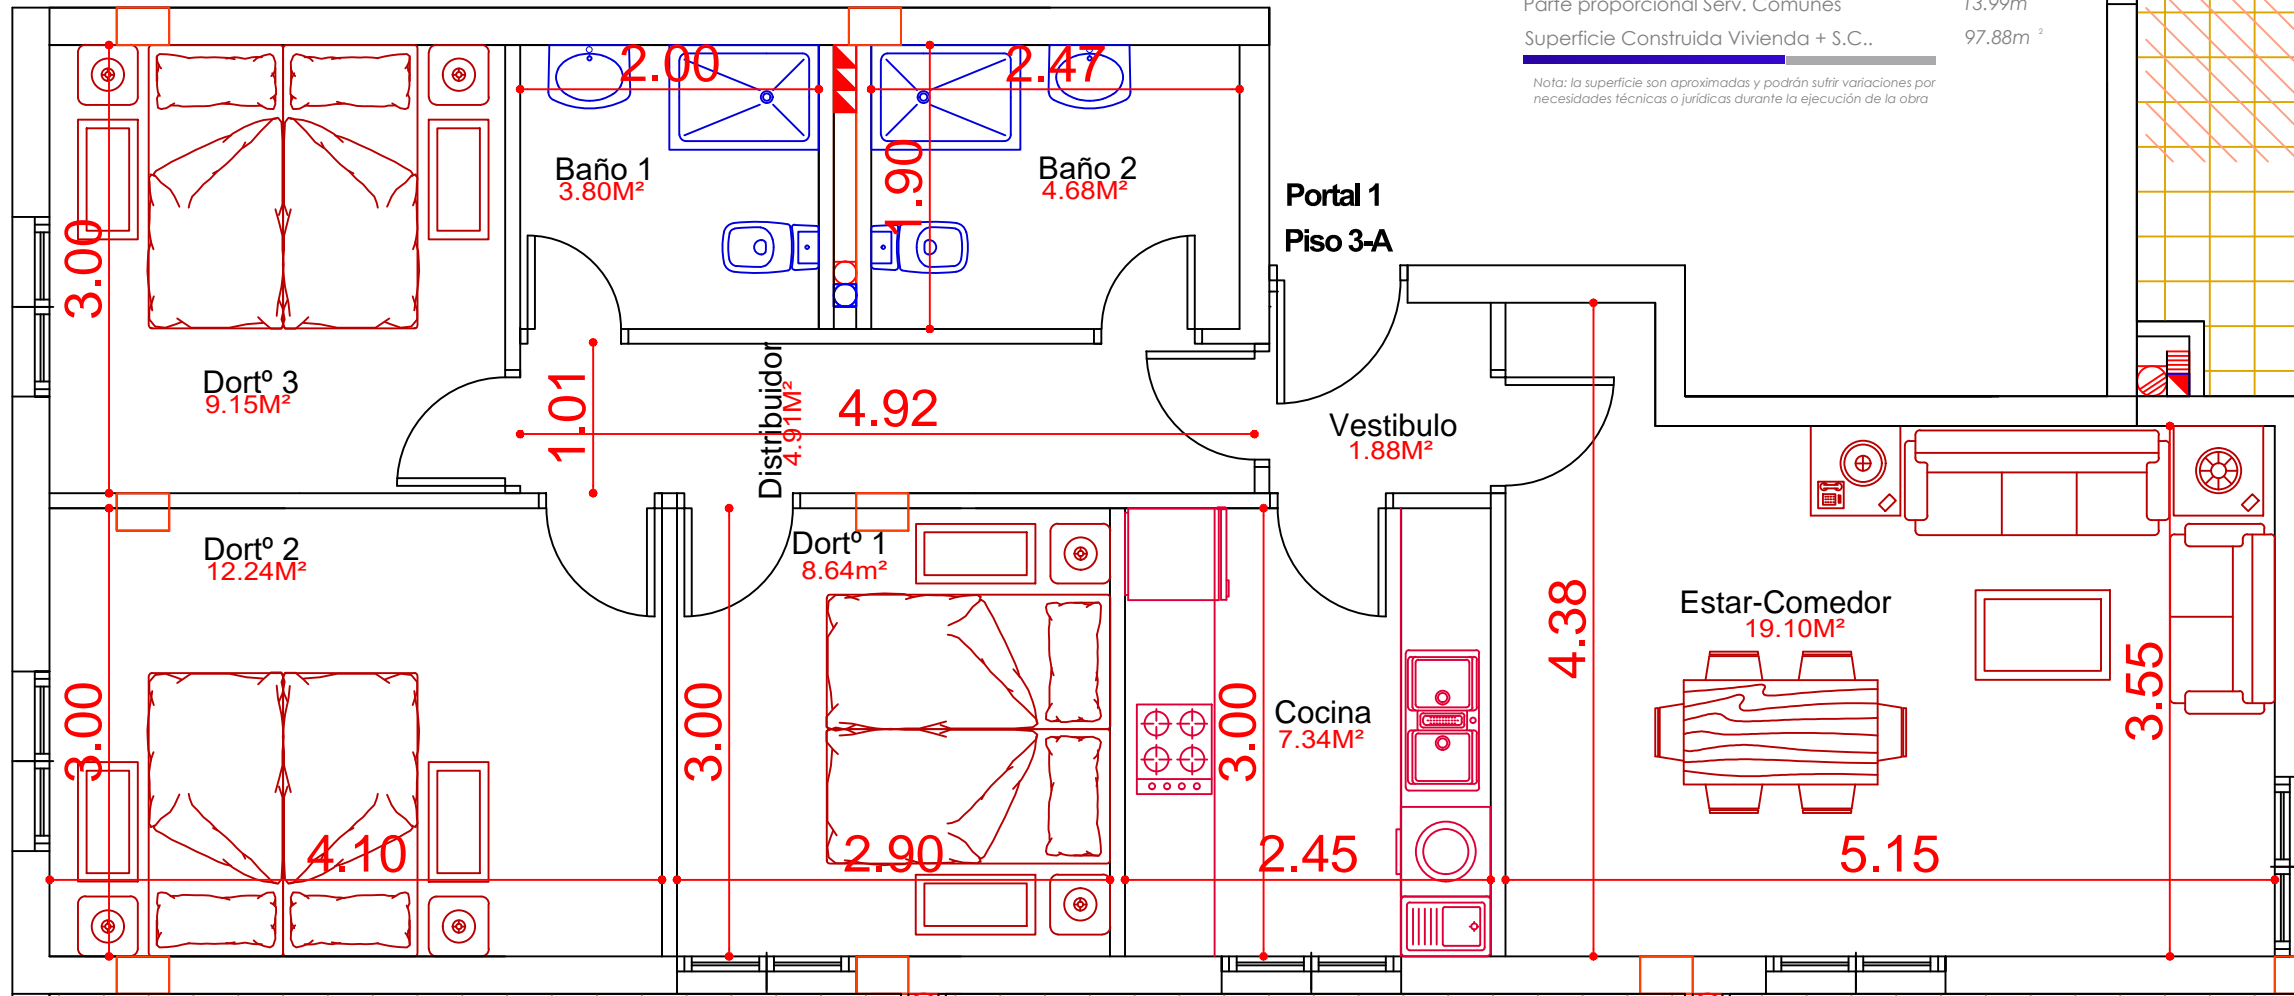 Parte proporcional Serv. Comunes 13.99m
Superficie Construida Vivienda + S.C.. 97.88m ²
Nota: la superficie son aproximadas y podrán sufrir variaciones por
necesidades técnicas o jurídicas durante la ejecución de la obra
2.00
2.47
Baño 1
3.80M²
1.90
Baño 2
4.68M²
Portal 1
Piso 3-A
3.00
Dortº 3
9.15M²
1.01
Distribuidor
4.91M²
4.92
Vestibulo
1.88M²
Dortº 2
12.24M²
Dortº 1
8.64m²
4.38
Estar-Comedor
19.10M²
3.00
3.00
3.00
Cocina
7.34M²
3.55
4.10
2.90
2.45
5.15